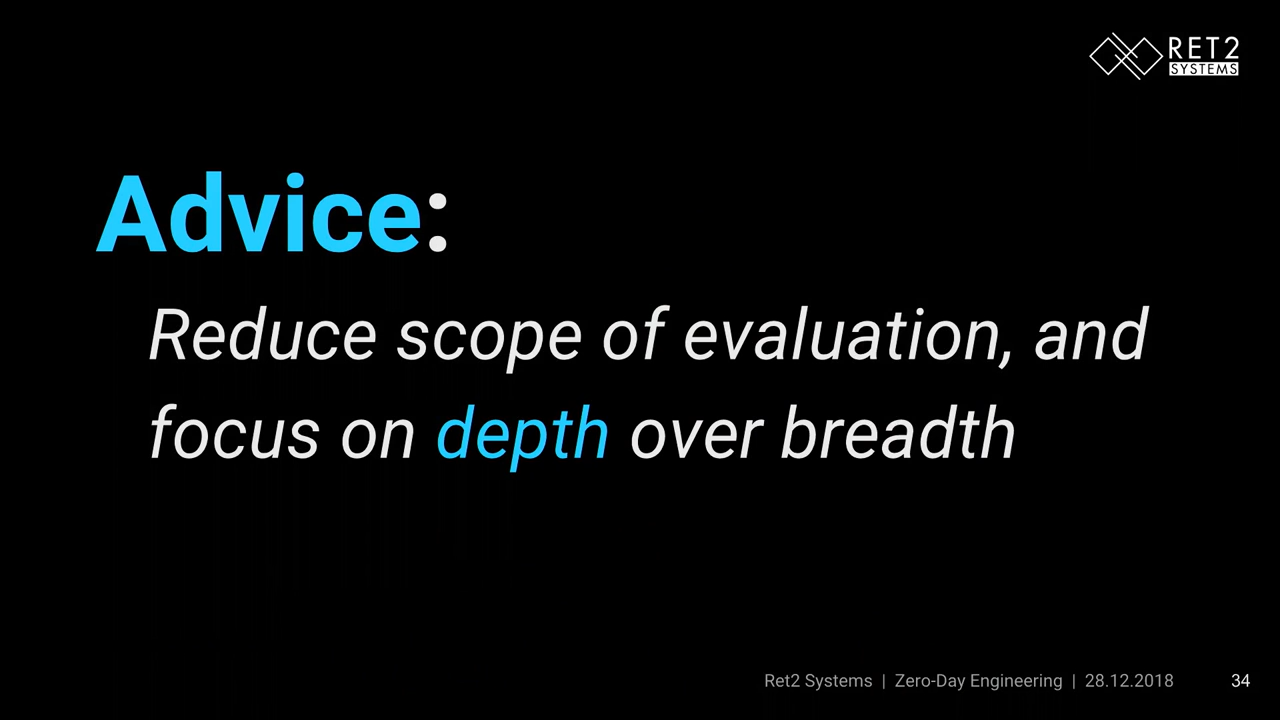 RET2
SYSTEMS
Advice:
Reduce scope of evaluation, and
focus on depth over breadth
Ret2 Systems | Zero-Day Engineering | 28.12.2018 34